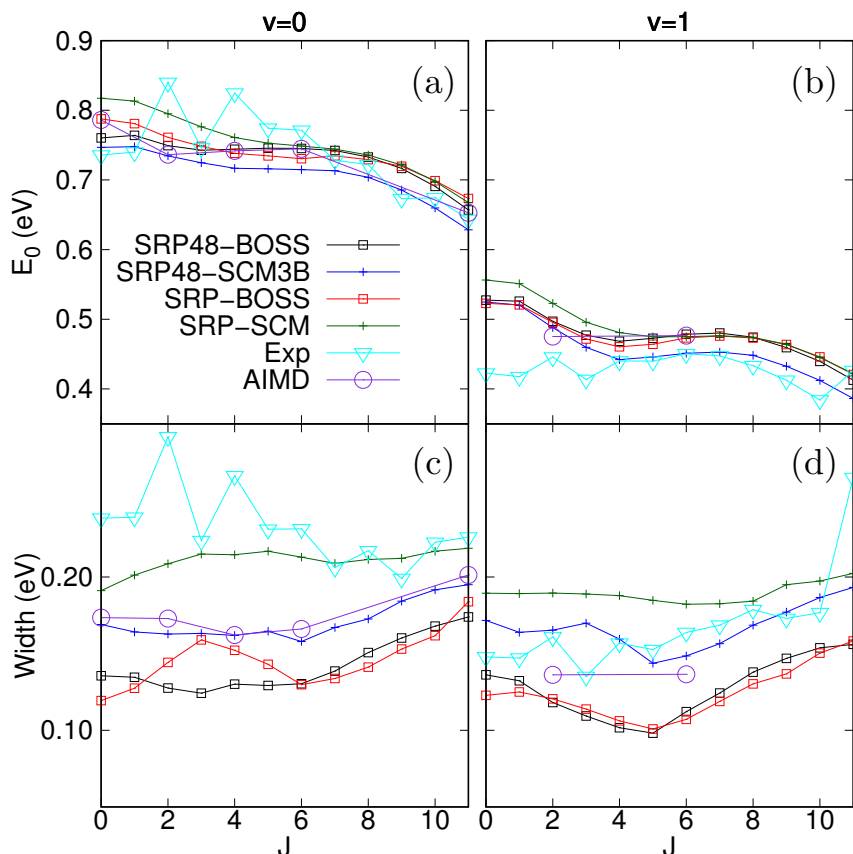 v=0
v=1
0.9
0.8
0.7
0.6
0.5
0.4
E_0 (eV)
(a)
(b)
SRP48−BOSS
SRP48−SCM3B
SRP−BOSS
SRP−SCM
Exp
AIMD
(c)
(d)
0.20
0.10
Width (eV)
0 2 4 6 8 10
0 2 4 6 8 10
J
J